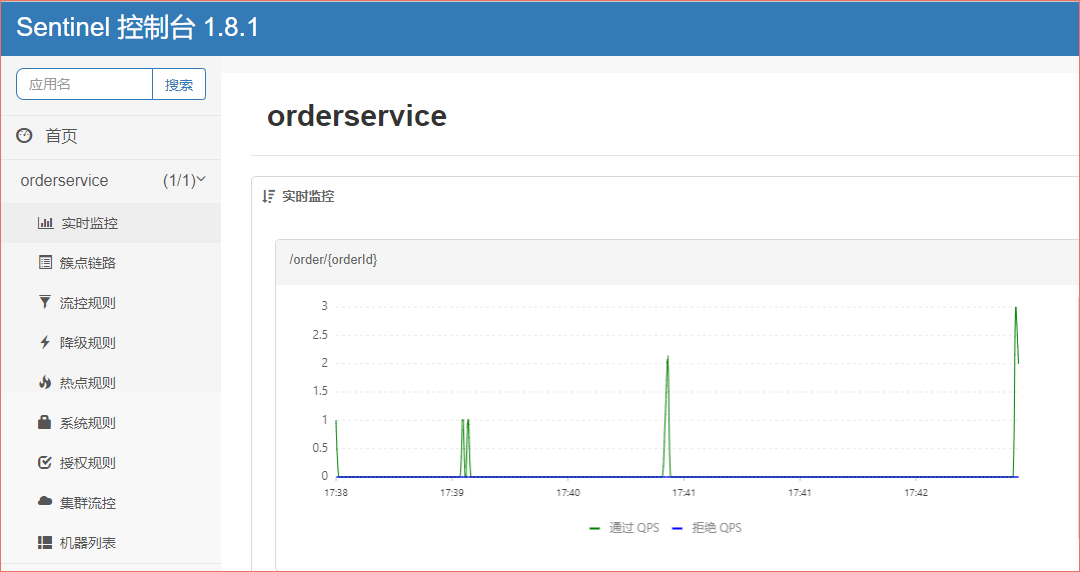 Sentinel 控制台 1.8.1
应用名 搜索
首页
orderservice (1/1)
实时监控
簇点链路
流控规则
降级规则
热点规则
系统规则
授权规则
集群流控
机器列表
orderservice
实时监控
/order/{orderId}
3
2.5
2
1.5
1
0.5
0
17:38 17:39 17:40 17:41 17:41 17:42
通过 QPS 拒绝 QPS